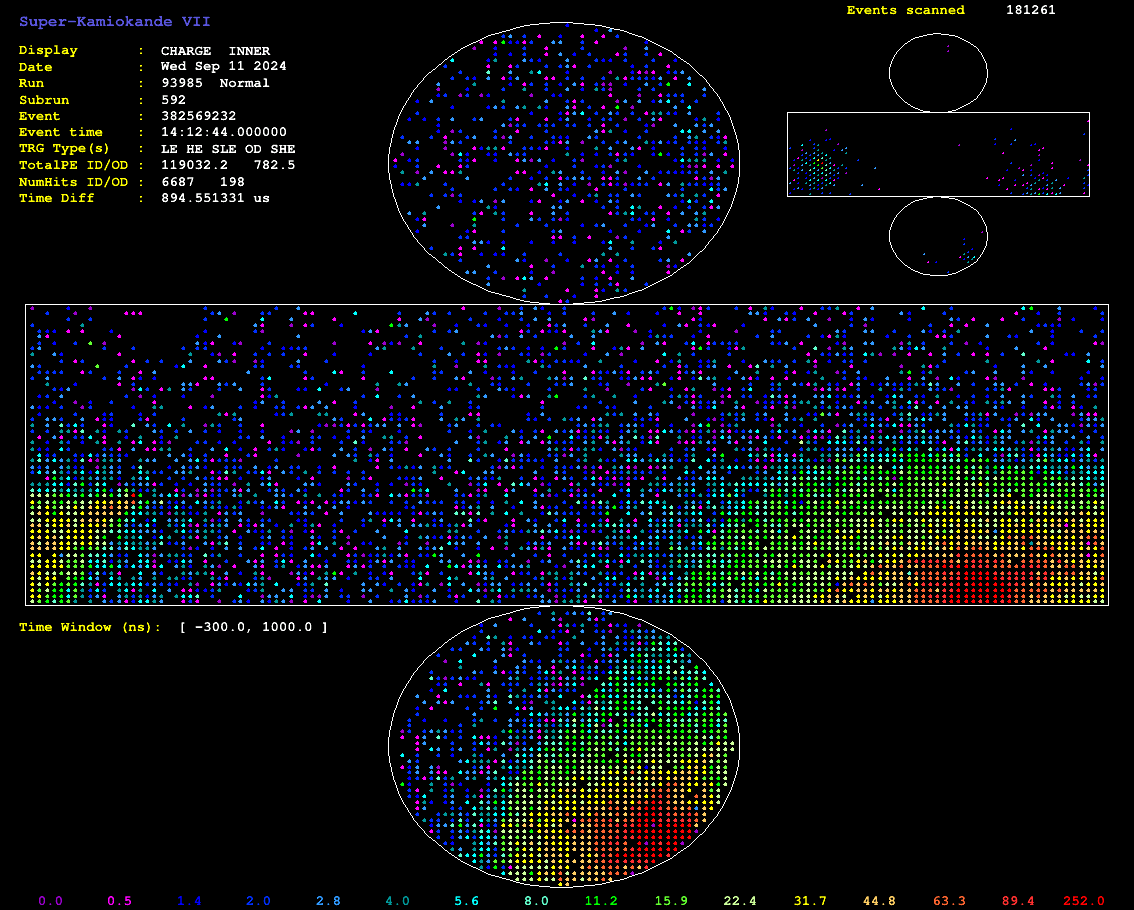 Super-Kamiokande VII
Events scanned 181261
Display : CHARGE INNER
Date : Wed Sep 11 2024
Run : 93985 Normal
Subrun : 592
Event : 382569232
Event time : 14:12:44.000000
TRG Type(s) : LE HE SLE OD SHE
TotalPE ID/OD : 119032.2 782.5
NumHits ID/OD : 6687 198
Time Diff : 894.551331 us
Time Window (ns): [ -300.0, 1000.0 ]
0.0 0.5 1.4 2.0 2.8 4.0 5.6 8.0 11.2 15.9 22.4 31.7 44.8 63.3 89.4 252.0